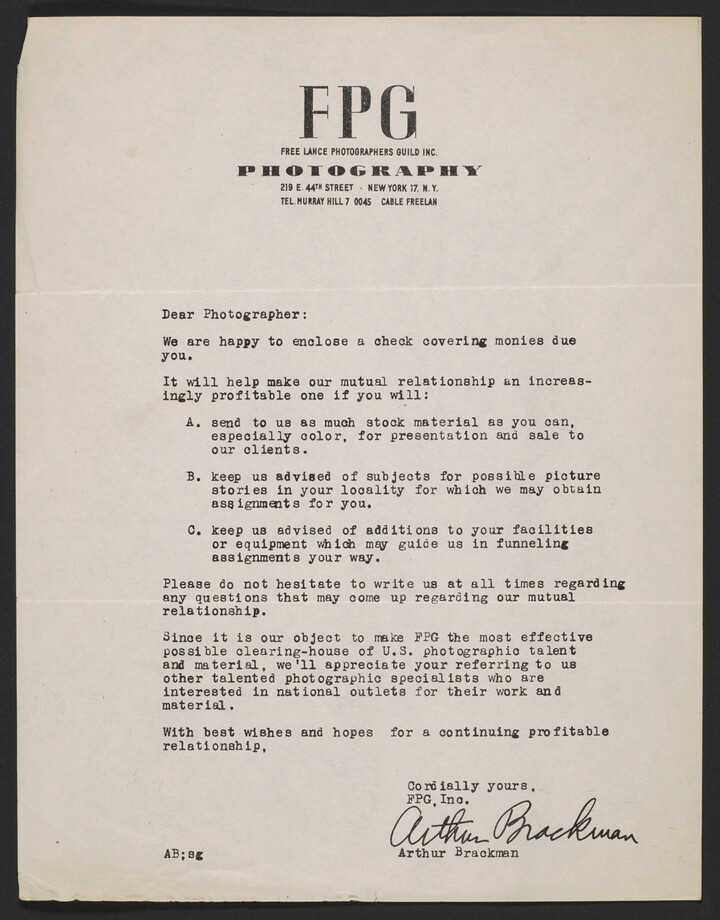 FPG
FREE LANCE PHOTOGRAPHERS GUILD INC.
PHOTOGRAPHY
219 E. 44TH STREET · NEW YORK 17, N.Y.
TEL. MURRAY HILL 7 0045 CABLE FREELAN
Dear Photographer:
We are happy to enclose a check covering monies due
you.
It will help make our mutual relationship an increas-
ingly profitable one if you will:
A. send to us as much stock material as you can,
especially color, for presentation and sale to
our clients.
B. keep us advised of subjects for possible picture
stories in your locality for which we may obtain
assignments for you.
C. keep us advised of additions to your facilities
or equipment which may guide us in funneling
assignments your way.
Please do not hesitate to write us at all times regarding
any questions that may come up regarding our mutual
relationship.
Since it is our object to make FPG the most effective
possible clearing-house of U.S. photographic talent
and material, we'll appreciate your referring to us
other talented photographic specialists who are
interested in national outlets for their work and
material.
With best wishes and hopes for a continuing profitable
relationship,
Cordially yours,
FPG, Inc.
Arthur Brackman
Arthur Brackman
AB;sg